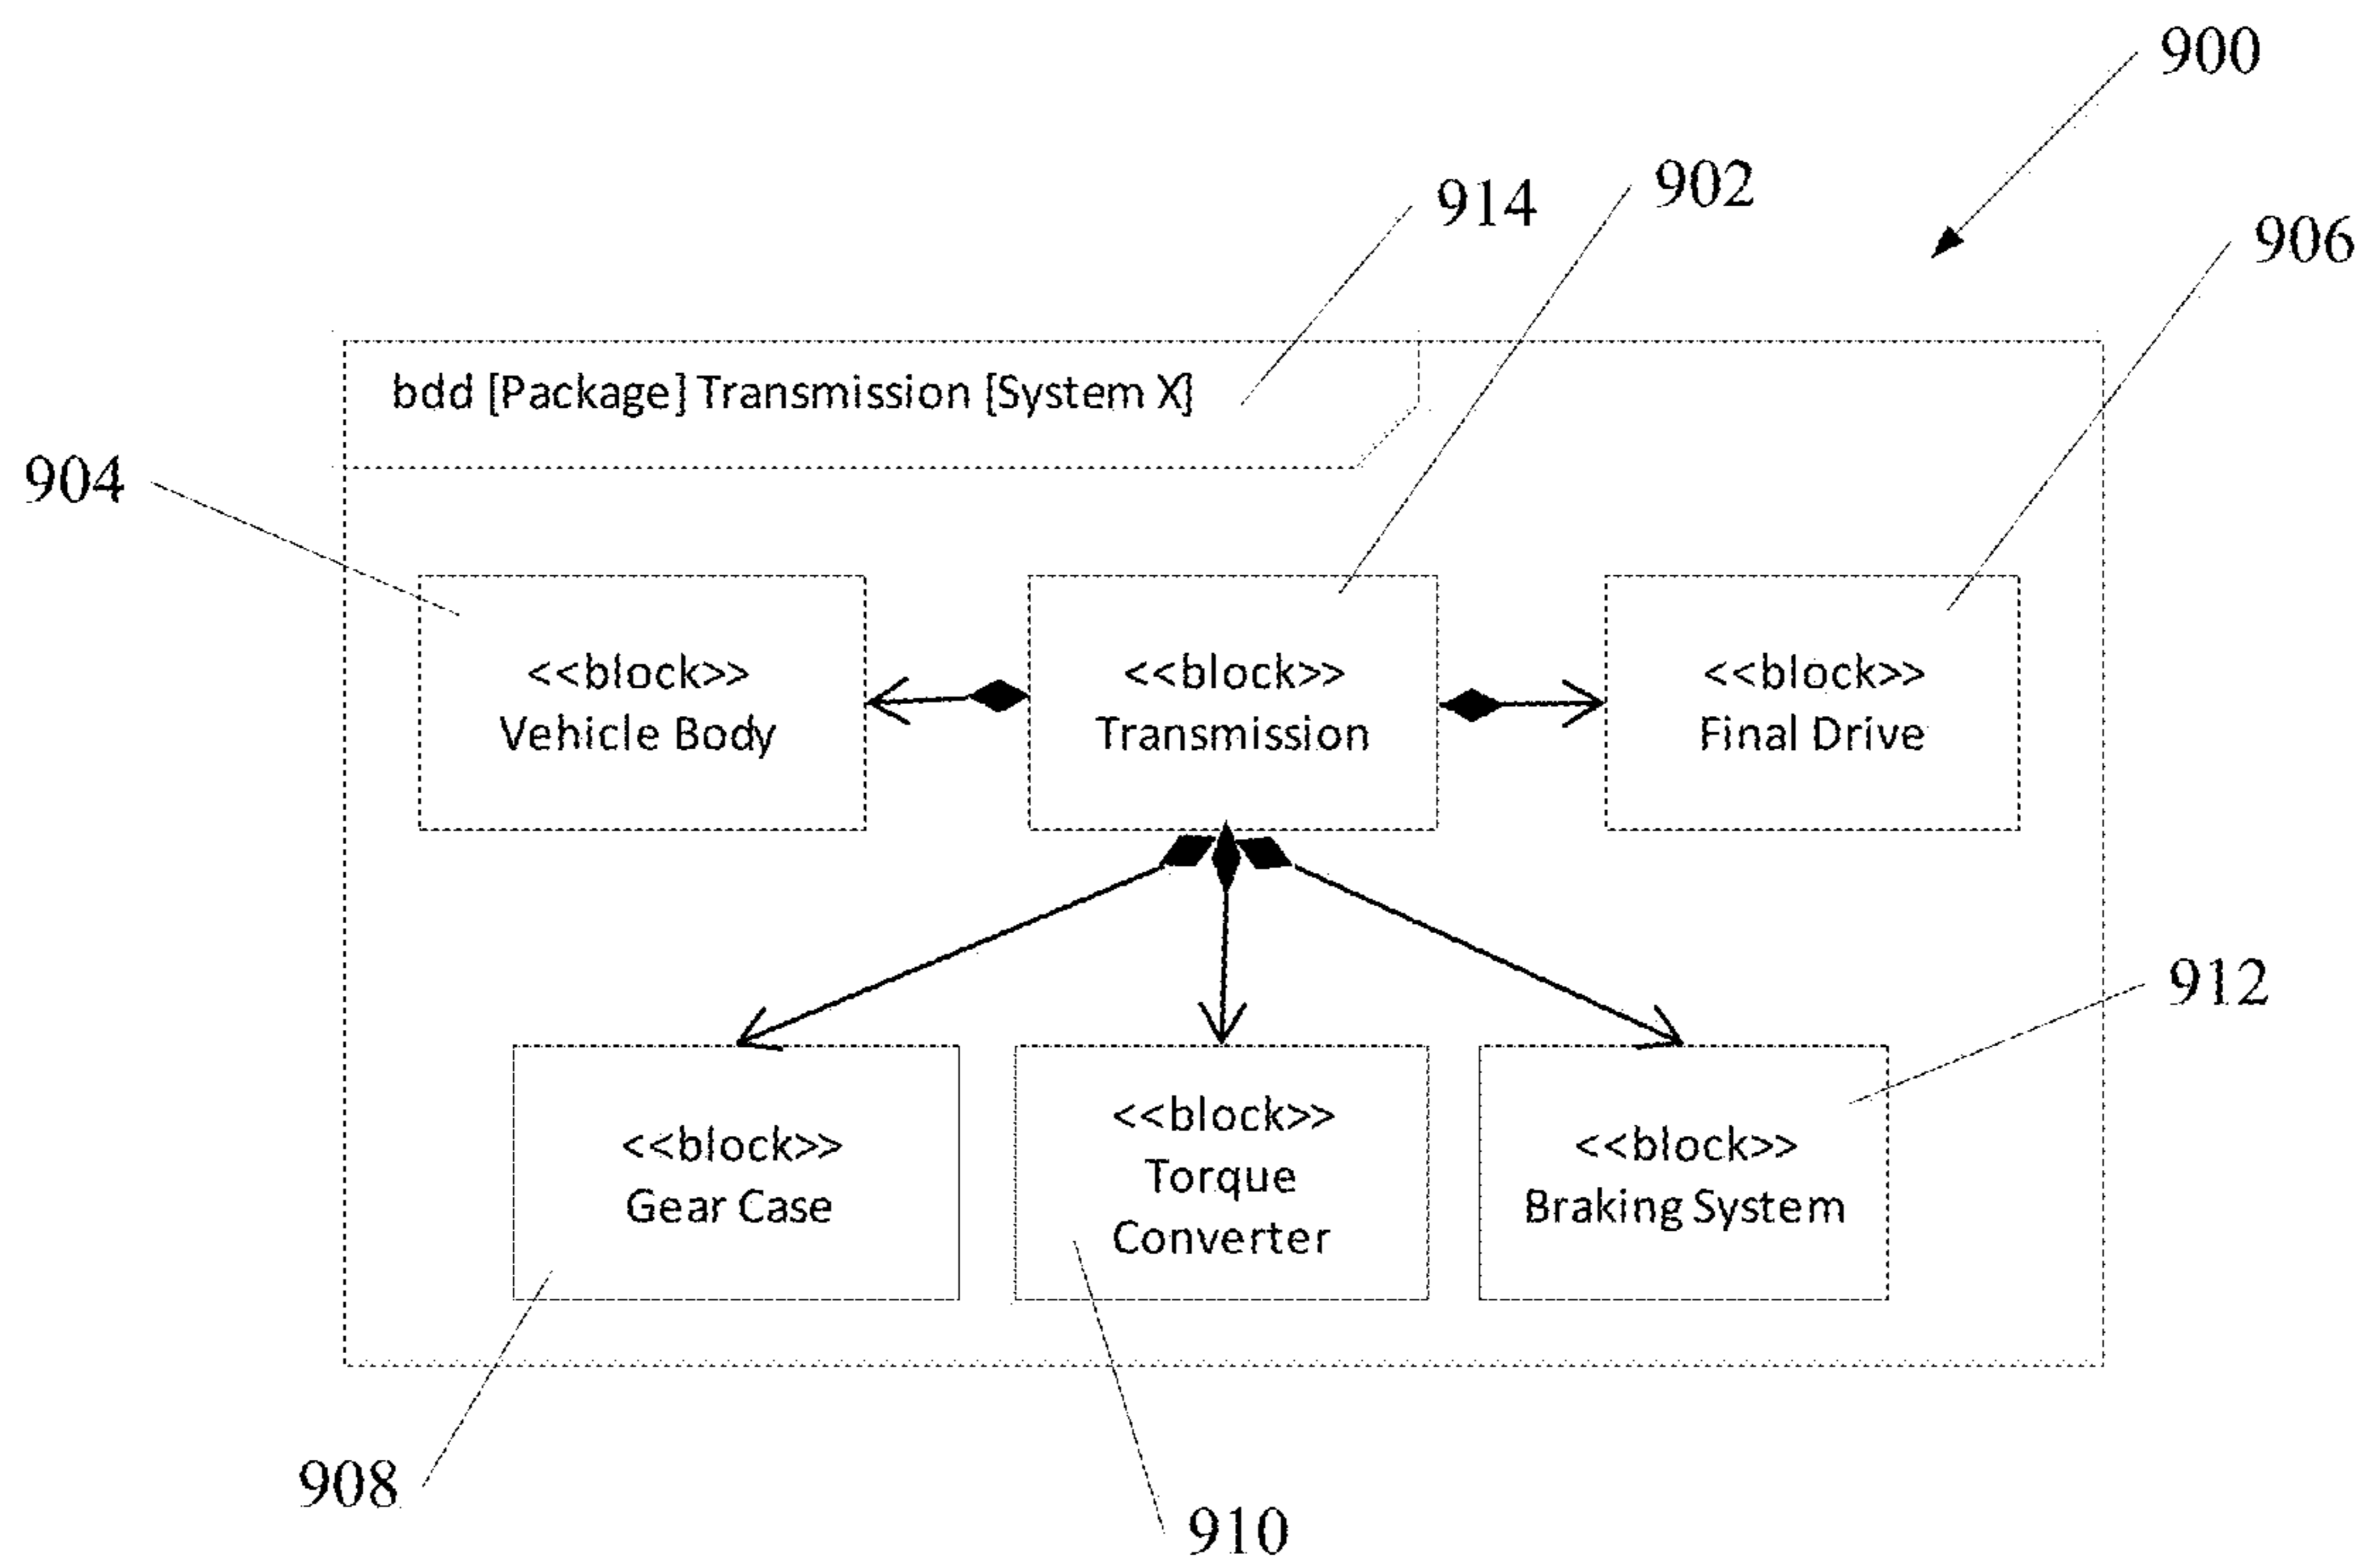 900
902
914
906
bdd [Package] Transmission [System X]
904
<<block>>
Vehicle Body
<<block>>
Transmission
<<block>>
Final Drive
912
<<block>>
Gear Case
<<block>>
Torque
Converter
<<block>>
Braking System
908
910